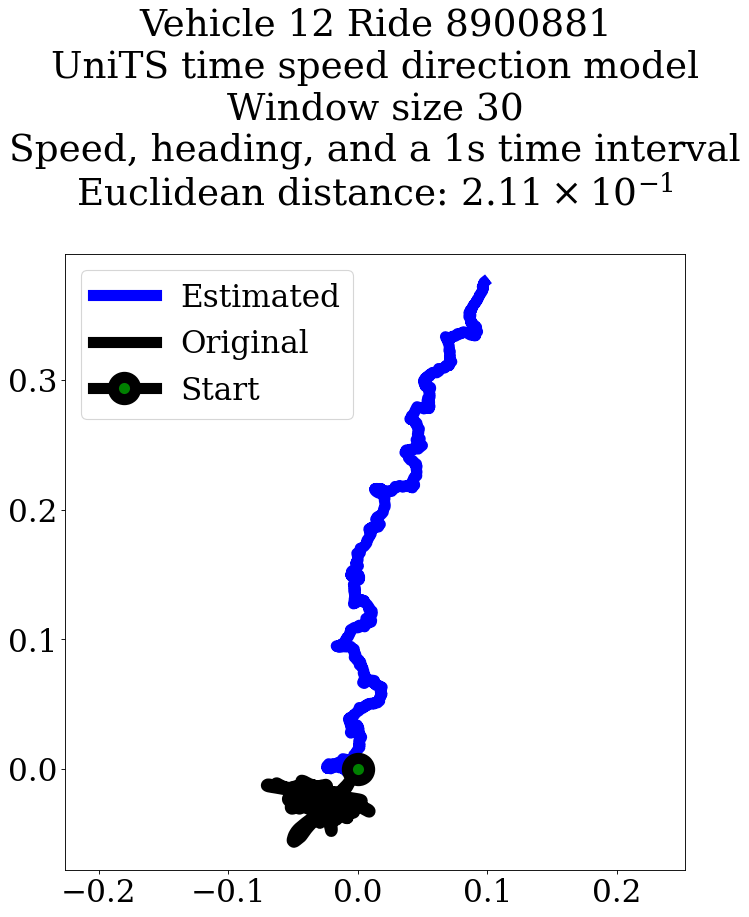 Vehicle 12 Ride 8900881
UniTS time speed direction model
Window size 30
Speed, heading, and a 1s time interval
Euclidean distance: 2.11 × 10⁻¹
Estimated
Original
Start
0.3
0.2
0.1
0.0
−0.2 −0.1 0.0 0.1 0.2